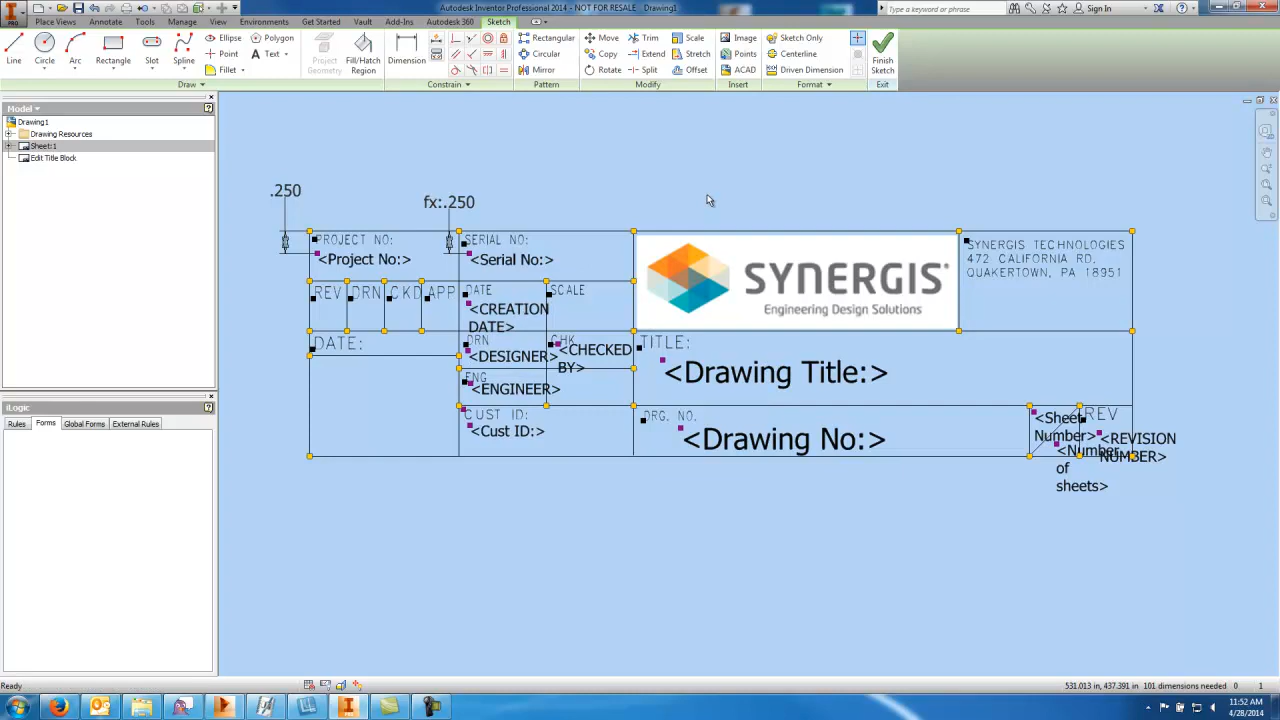 PRO
Autodesk Inventor Professional 2014 - NOT FOR RESALE Drawing1
Type a keyword or phrase
Sign In
Place Views
Annotate
Tools
Manage
View
Environments
Get Started
Vault
Add-Ins
Autodesk 360
Sketch
Line
Circle
Arc
Rectangle
Slot
Spline
Ellipse
Point
Fillet
Polygon
Text
Project Geometry
Fill/Hatch Region
Dimension
Rectangular
Circular
Mirror
Move
Copy
Rotate
Trim
Extend
Split
Scale
Stretch
Offset
Image
Points
ACAD
Sketch Only
Centerline
Driven Dimension
Finish Sketch
Draw
Constrain
Pattern
Modify
Insert
Format
Exit
Model
Drawing1
Drawing Resources
Sheet:1
Edit Title Block
iLogic
Rules
Forms
Global Forms
External Rules
.250
fx:.250
PROJECT NO:
<Project No:>
SERIAL NO:
<Serial No:>
SYNERGIS
Engineering Design Solutions
SYNERGIS TECHNOLOGIES
472 CALIFORNIA RD.
QUAKERTOWN, PA 18951
REV
DRN
CKD
APP
DATE
<CREATION
DATE>
SCALE
DATE:
DRN
<DESIGNER>
CHK
<CHECKED
BY>
ENG
<ENGINEER>
TITLE:
<Drawing Title:>
CUST ID:
<Cust ID:>
DRG. NO.
<Drawing No:>
<Sheet
Number>
<Number
of
sheets>
REV
<REVISION
NUMBER>
Ready
531.013 in, 437.391 in
101 dimensions needed
0
1
11:52 AM
4/28/2014